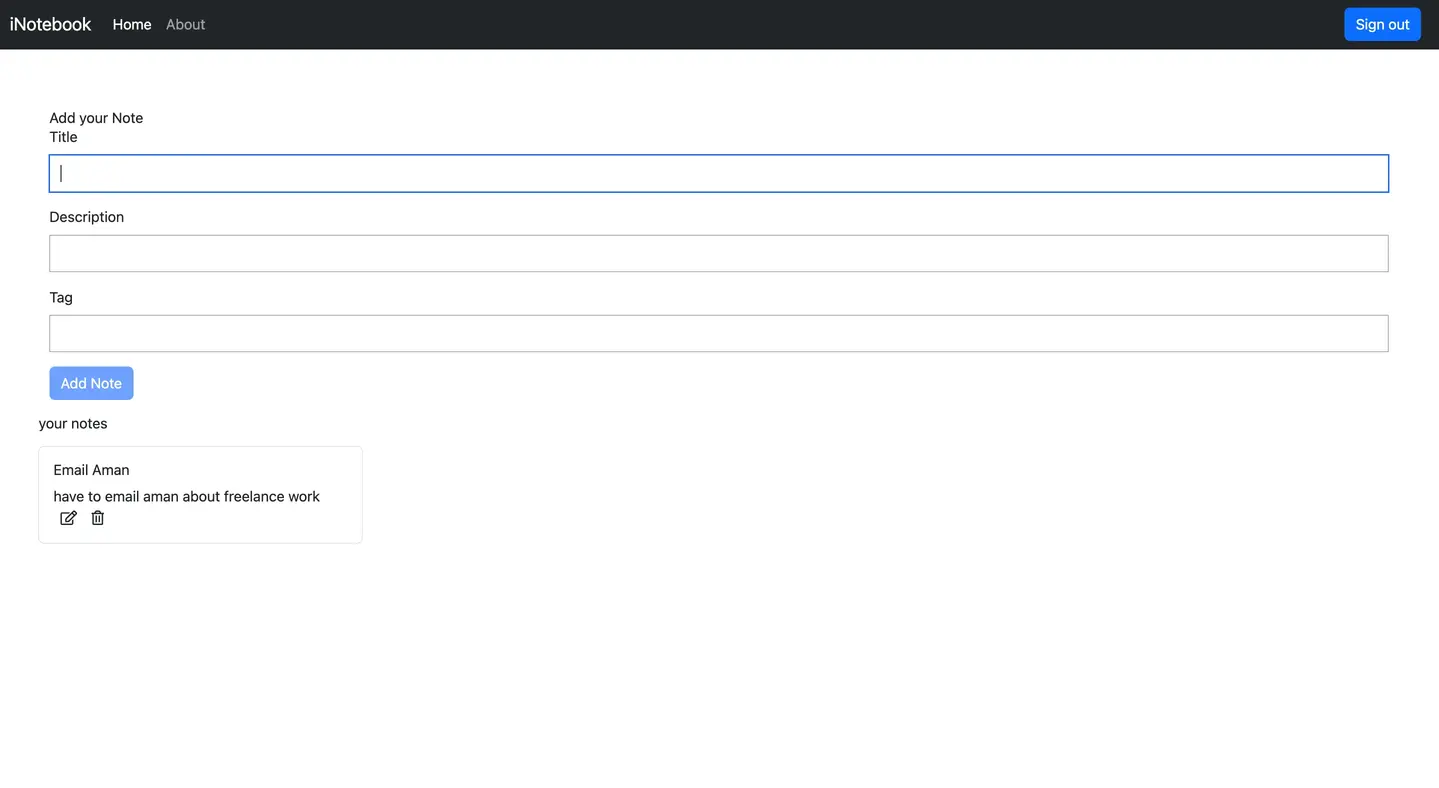 iNotebook Home About Sign out
Add your Note
Title
Description
Tag
Add Note
your notes
Email Aman
have to email aman about freelance work